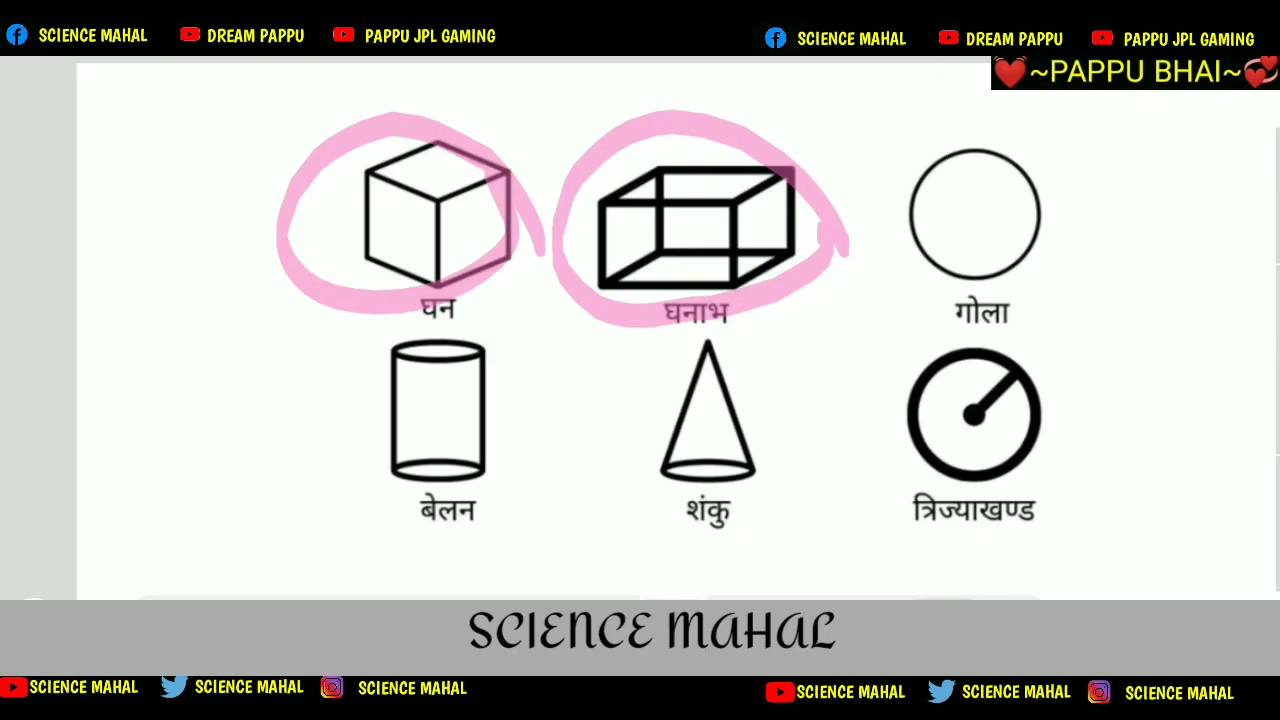 SCIENCE MAHAL DREAM PAPPU PAPPU JPL GAMING
SCIENCE MAHAL DREAM PAPPU PAPPU JPL GAMING
~PAPPU BHAI~
घन घनाभ गोला
बेलन शंकु त्रिज्याखण्ड
SCIENCE MAHAL
SCIENCE MAHAL SCIENCE MAHAL SCIENCE MAHAL
SCIENCE MAHAL SCIENCE MAHAL SCIENCE MAHAL